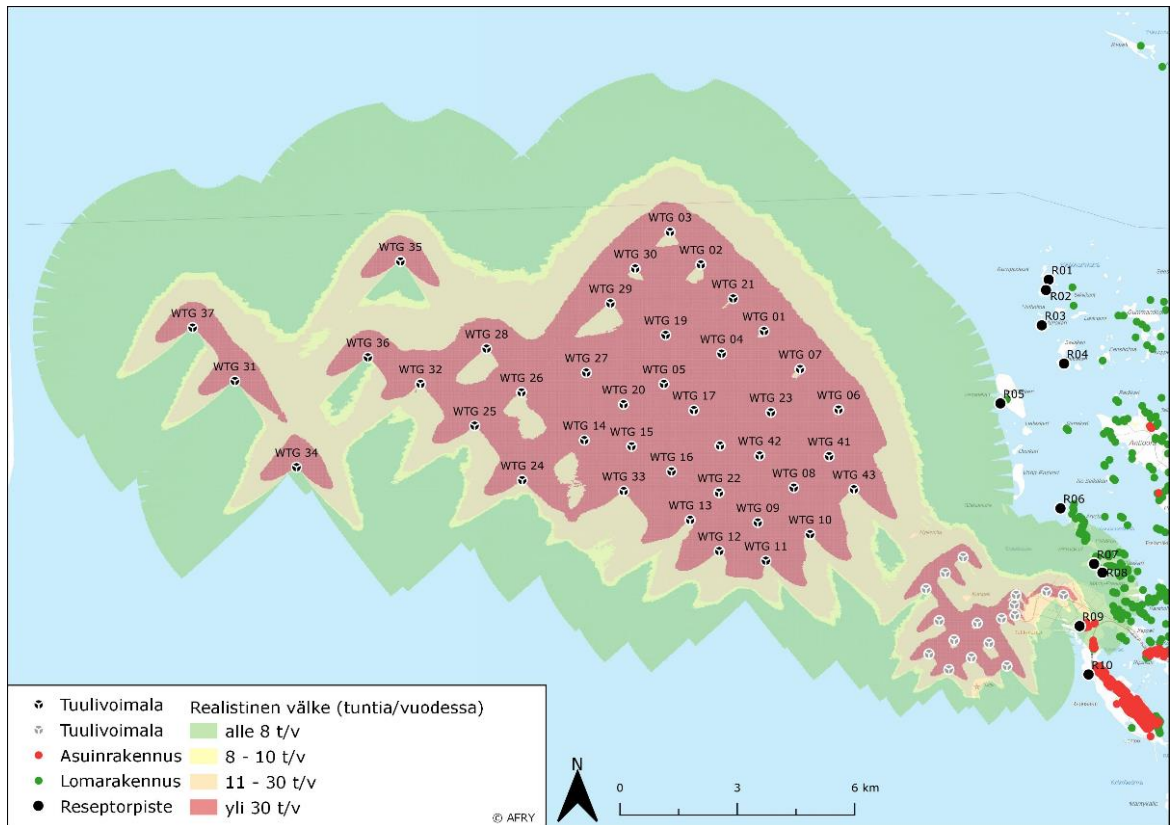 WTG 03
WTG 35
WTG 30
WTG 02
R01
R02
WTG 29
WTG 21
WTG 37
R03
WTG 19
WTG 01
WTG 36
WTG 28
WTG 04
R04
WTG 31
WTG 32
WTG 27
WTG 05
WTG 07
WTG 26
R05
WTG 20
WTG 17
WTG 23
WTG 06
WTG 25
WTG 14
WTG 15
WTG 42
WTG 41
WTG 34
WTG 24
WTG 16
WTG 33
WTG 22
WTG 08
WTG 43
R06
WTG 13
WTG 09
WTG 10
WTG 12
WTG 11
R07
R08
R09
R10
Tuulivoimala
Tuulivoimala
Asuinrakennus
Lomarakennus
Reseptorpiste
Realistinen välke (tuntia/vuodessa)
alle 8 t/v
8 - 10 t/v
11 - 30 t/v
yli 30 t/v
© AFRY
N
0 3 6 km